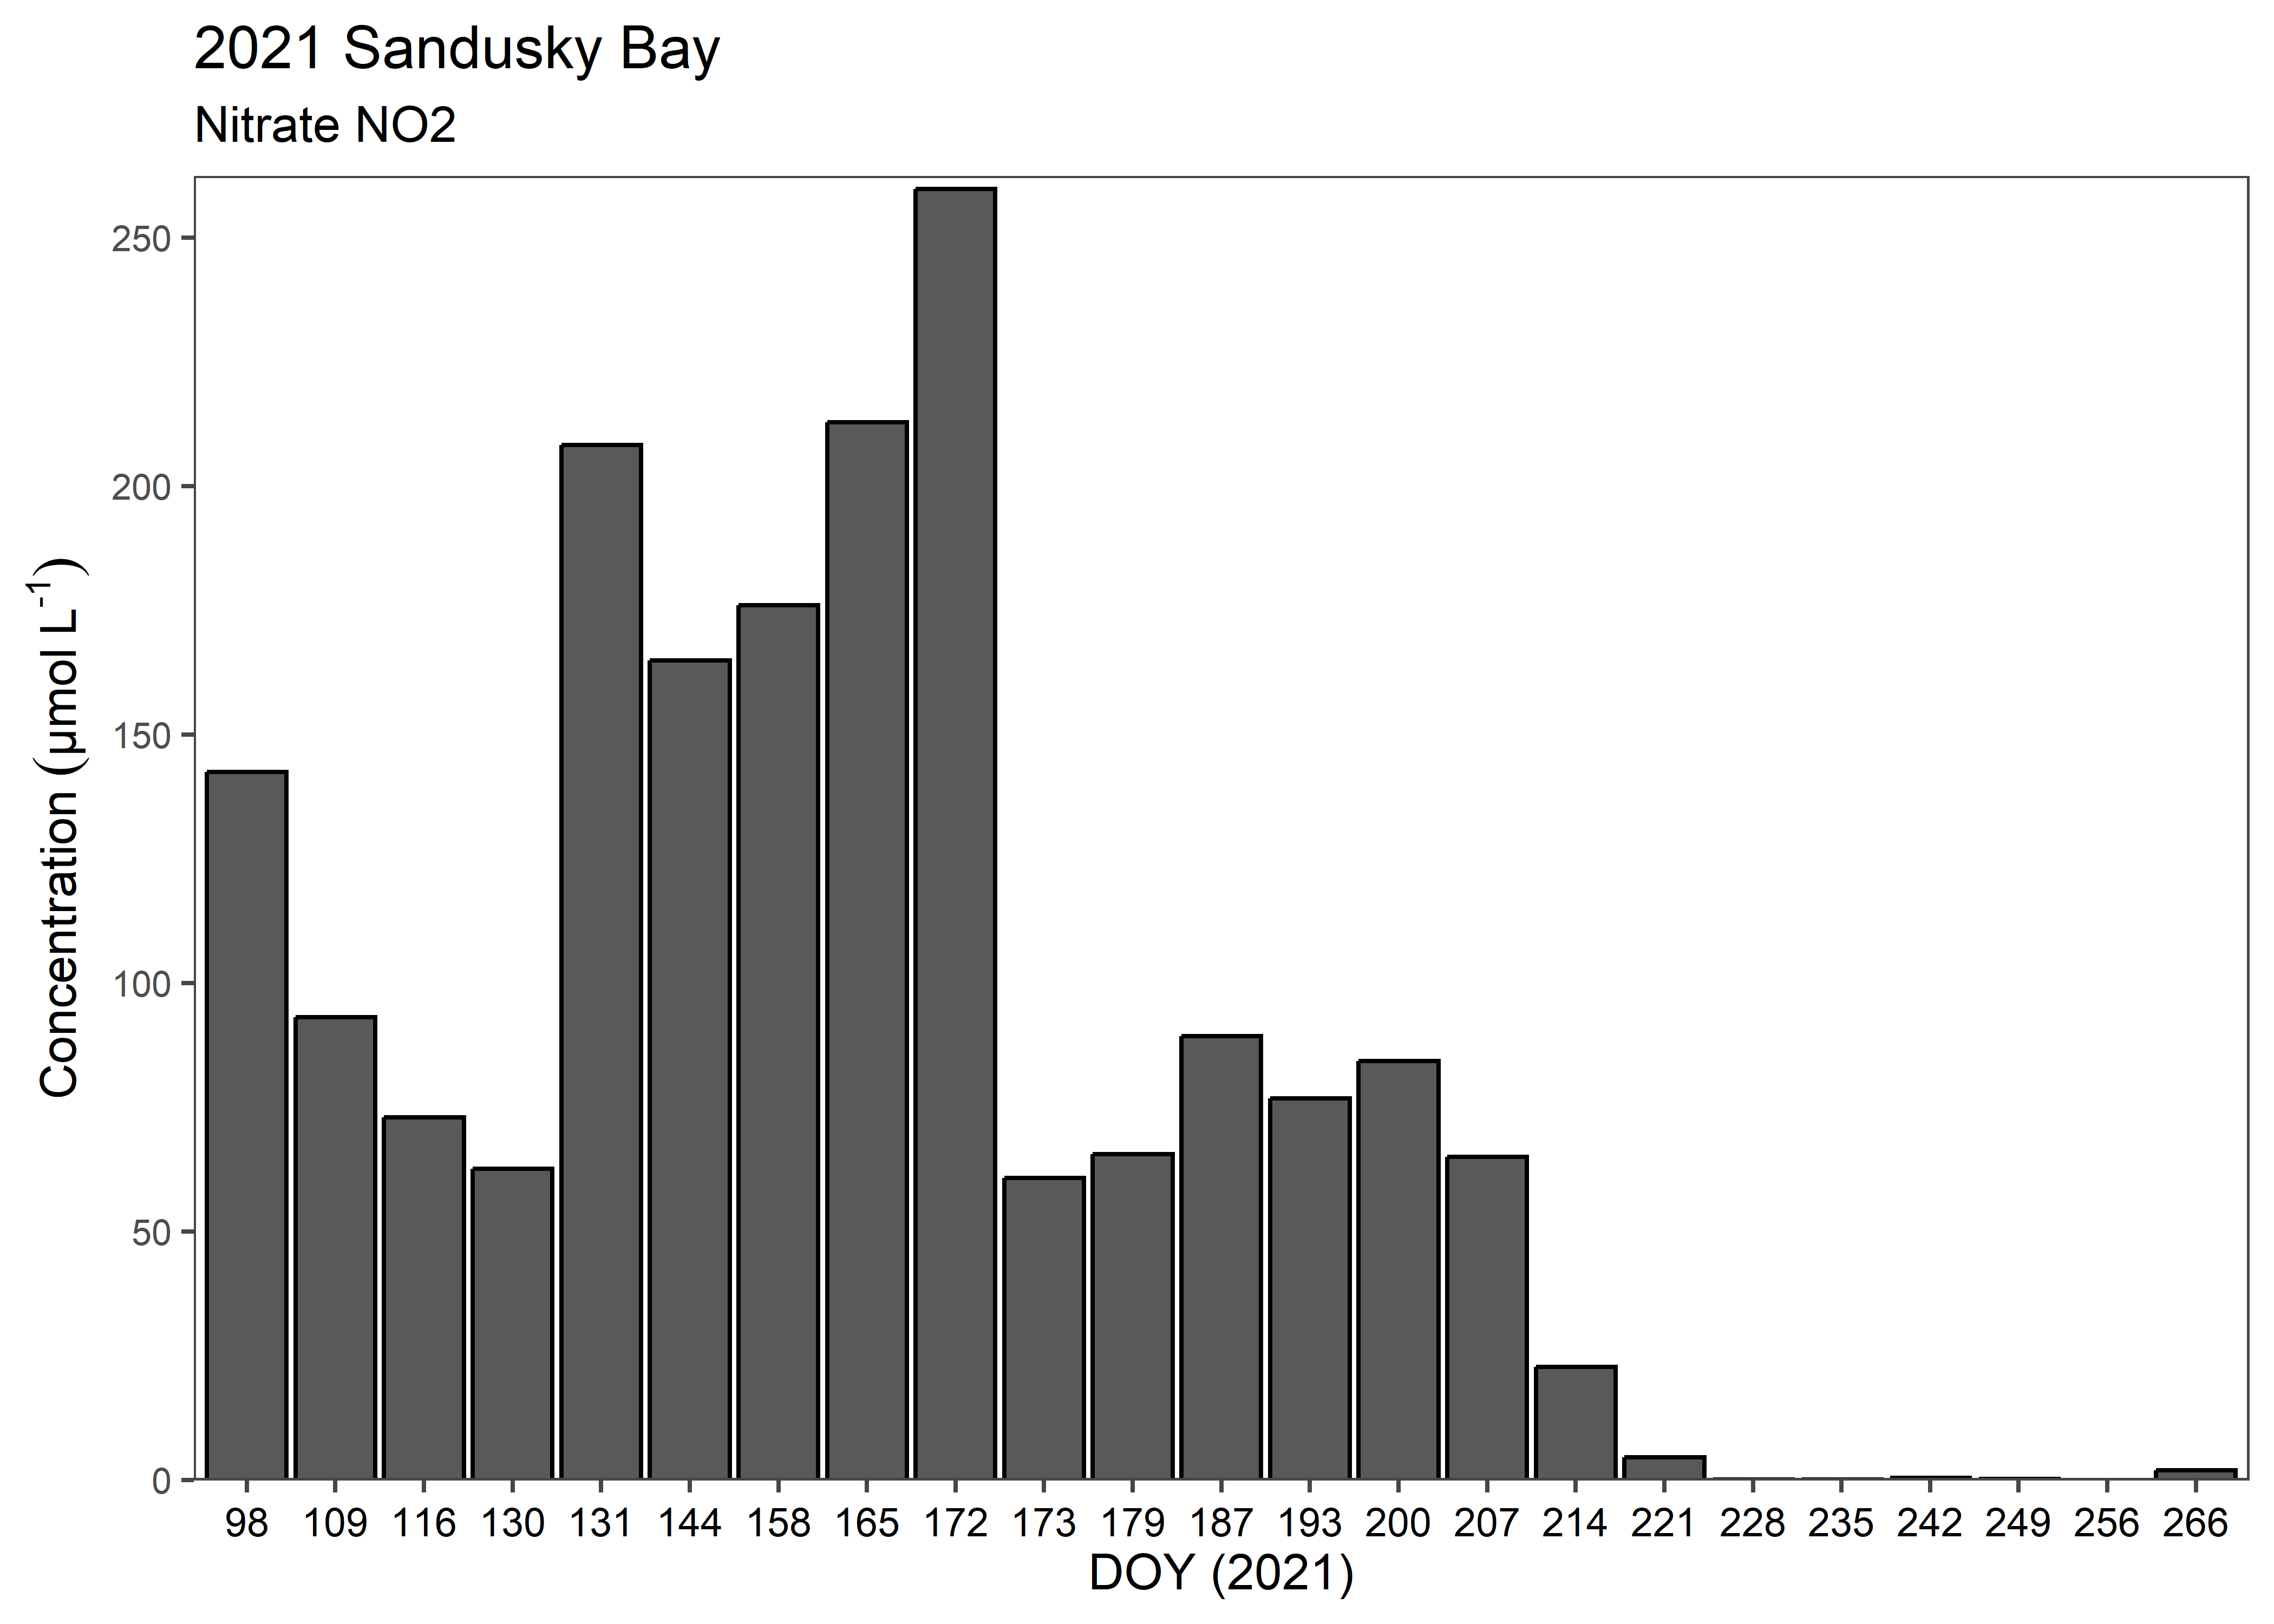 2021 Sandusky Bay
Nitrate NO2
Concentration (µmol L-1)
250
200
150
100
50
0
98 109 116 130 131 144 158 165 172 173 179 187 193 200 207 214 221 228 235 242 249 256 266
DOY (2021)